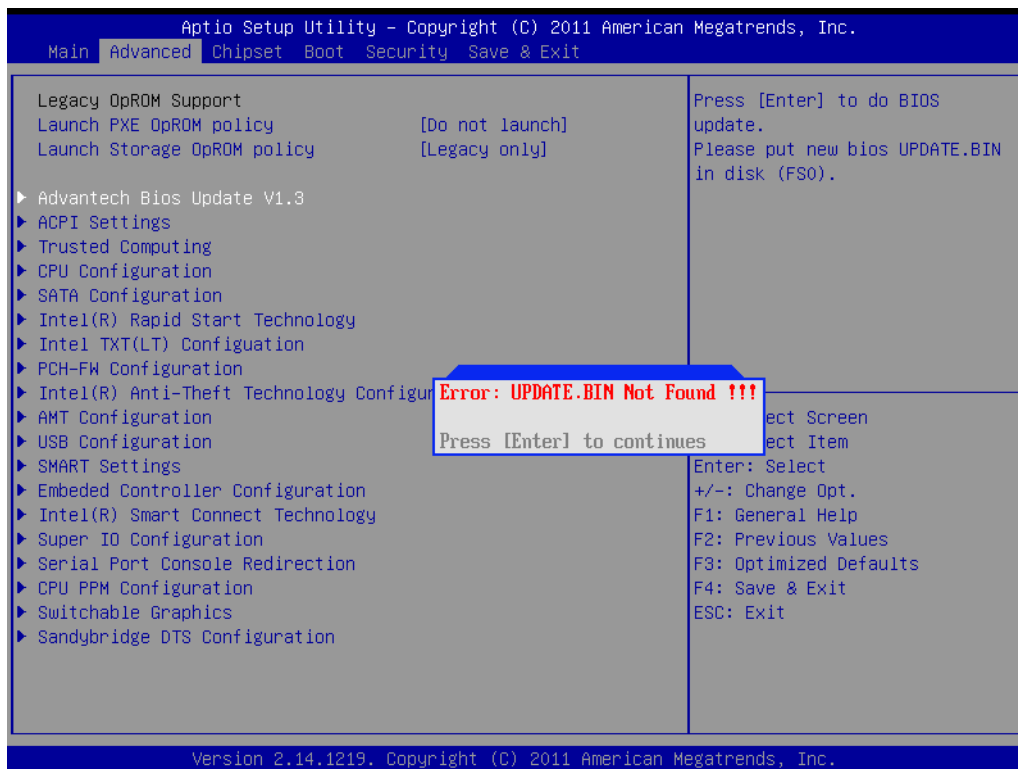 Aptio Setup Utility – Copyright (C) 2011 American Megatrends, Inc.
Main Advanced Chipset Boot Security Save & Exit
Legacy OpROM Support
Launch PXE OpROM policy [Do not launch]
Launch Storage OpROM policy [Legacy only]
Advantech Bios Update V1.3
ACPI Settings
Trusted Computing
CPU Configuration
SATA Configuration
Intel(R) Rapid Start Technology
Intel TXT(LT) Configuation
PCH-FW Configuration
Intel(R) Anti-Theft Technology Configur
AMT Configuration
USB Configuration
SMART Settings
Embeded Controller Configuration
Intel(R) Smart Connect Technology
Super IO Configuration
Serial Port Console Redirection
CPU PPM Configuration
Switchable Graphics
Sandybridge DTS Configuration
Error: UPDATE.BIN Not Found !!!
Press [Enter] to continues
Press [Enter] to do BIOS
update.
Please put new bios UPDATE.BIN
in disk (FS0).
ect Screen
ect Item
Enter: Select
+/-: Change Opt.
F1: General Help
F2: Previous Values
F3: Optimized Defaults
F4: Save & Exit
ESC: Exit
Version 2.14.1219. Copyright (C) 2011 American Megatrends, Inc.